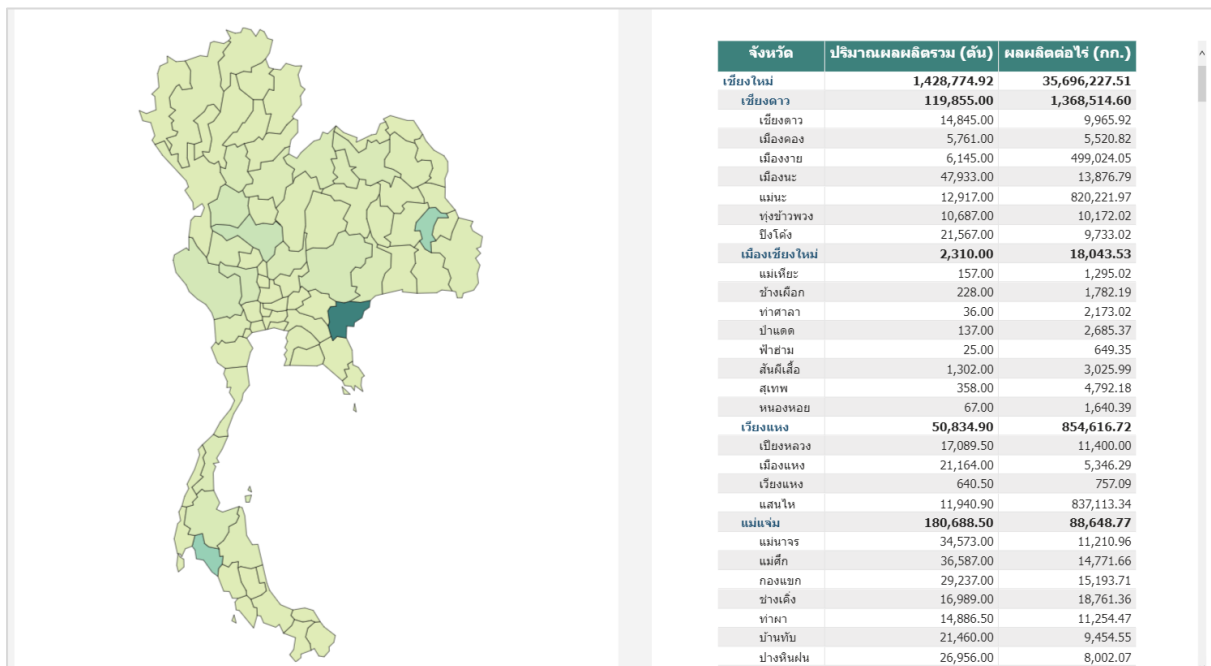 จังหวัด ปริมาณผลผลิตรวม (ตัน) ผลผลิตต่อไร่ (กก.)
เชียงใหม่ 1,428,774.92 35,696,227.51
เชียงดาว 119,855.00 1,368,514.60
เชียงดาว 14,845.00 9,965.92
เมืองคอง 5,761.00 5,520.82
เมืองงาย 6,145.00 499,024.05
เมืองนะ 47,933.00 13,876.79
แม่นะ 12,917.00 820,221.97
ทุ่งข้าวพวง 10,687.00 10,172.02
ปิงโค้ง 21,567.00 9,733.02
เมืองเชียงใหม่ 2,310.00 18,043.53
แม่เหียะ 157.00 1,295.02
ช้างเผือก 228.00 1,782.19
ท่าศาลา 36.00 2,173.02
ป่าแดด 137.00 2,685.37
ฟ้าฮ่าม 25.00 649.35
สันผีเสื้อ 1,302.00 3,025.99
สุเทพ 358.00 4,792.18
หนองหอย 67.00 1,640.39
เวียงแหง 50,834.90 854,616.72
เปียงหลวง 17,089.50 11,400.00
เมืองแหง 21,164.00 5,346.29
เวียงแหง 640.50 757.09
แสนไห 11,940.90 837,113.34
แม่แจ่ม 180,688.50 88,648.77
แม่นาจร 34,573.00 11,210.96
แม่ศึก 36,587.00 14,771.66
กองแขก 29,237.00 15,193.71
ช่างเคิ่ง 16,989.00 18,761.36
ท่าผา 14,886.50 11,254.47
บ้านทับ 21,460.00 9,454.55
ปางหินฝน 26,956.00 8,002.07